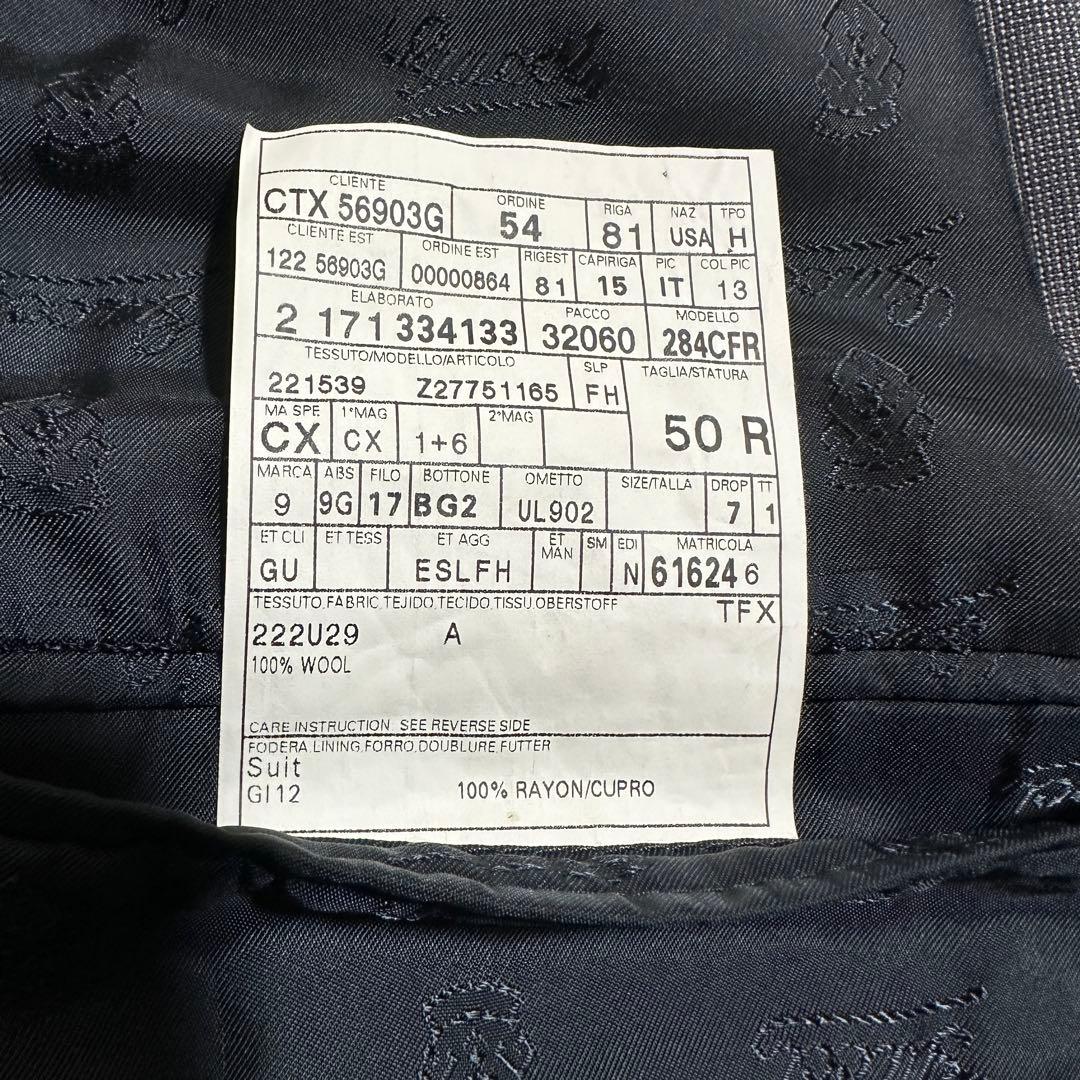 CLIENTE ORDINE RIGA NAZ TPO
CTX 56903G 54 81 USA H
CLIENTE EST ORDINE EST RIGEST CAPIRIGA PIC COL PIC
122 56903G 00000864 81 15 IT 13
ELABORATO PACCO MODELLO
2 171 334133 32060 284CFR
TESSUTO/MODELLO/ARTICOLO SLP TAGLIA/STATURA
221539 Z27751165 FH 50 R
MA SPE 1°MAG 2°MAG
CX CX 1+6
MARCA ABS FILO BOTTONE OMETTO SIZE/TALLA DROP TT
9 9G 17 BG2 UL902 7 1
ET CLI ET TESS ET AGG ET MAN SM EDI MATRICOLA
GU ESLFH N 61624 6
TESSUTO,FABRIC,TEJIDO,TECIDO,TISSU,OBERSTOFF TFX
222U29 A
100% WOOL
CARE INSTRUCTION SEE REVERSE SIDE
FODERA,LINING,FORRO,DOUBLURE,FUTTER
Suit
GI12 100% RAYON/CUPRO